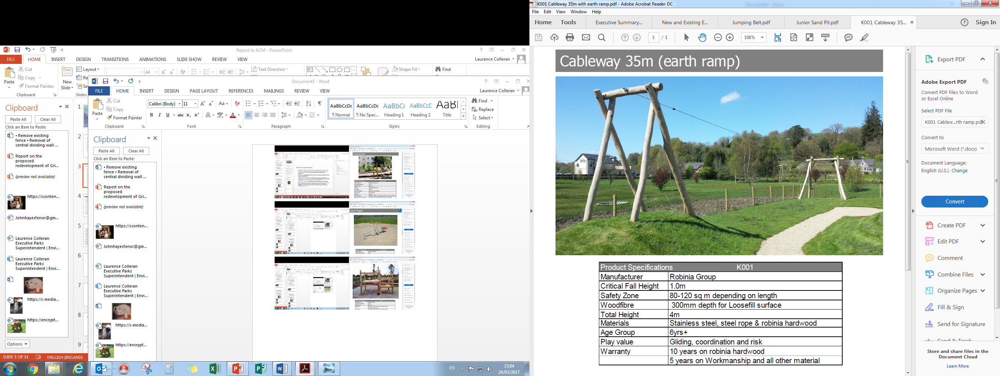 Report to ACM - PowerPoint
FILE HOME INSERT DESIGN TRANSITIONS ANIMATIONS SLIDE SHOW REVIEW VIEW
Laurence Colleran
Paste
Cut
Copy
Format Painter
Clipboard
New
Slide
Layout
Slides
44
Text Direction
Shape Fill
Find
Clipboard
Paste All Clear All
Click an Item to Paste:
• Remove existing
fence • Removal of
central dividing wall ...
Report on the
proposed
redevelopment of Gri...
(preview not available)
https://sconten...
Johnhayesfenor@gm...
Laurence Colleran
Executive Parks
Superintendent | Envi...
Laurence Colleran
Executive Parks
Superintendent | Envi...
https://s-media...
https://encrypt...
Options
1
2
3
4
5
6
7
8
9
SLIDE 3 OF 11 ENGLISH (IRELAND)
Document3 - Word
FILE HOME INSERT DESIGN PAGE LAYOUT REFERENCES MAILINGS REVIEW VIEW
Laurence Colleran
Paste
Cut
Copy
Format Painter
Clipboard
Calibri (Body) 11
Font
Paragraph
AaBbCcDc AaBbCcDc AaBbCc AaBbCcC AaBl
¶ Normal ¶ No Spac... Heading 1 Heading 2 Title
Styles
Find
Replace
Select
Editing
Clipboard
Paste All Clear All
Click an Item to Paste:
• Remove existing
fence • Removal of
central dividing wall ...
Report on the
proposed
redevelopment of Gri...
(preview not available)
https://sconten...
Johnhayesfenor@gm...
Laurence Colleran
Executive Parks
Superintendent | Envi...
Laurence Colleran
Executive Parks
Superintendent | Envi...
https://s-media...
https://encrypt...
Results of Questionnaires
Jumping Belt
Sand Digger
EN
15:04
24/03/2017
K001 Cableway 35m with earth ramp.pdf - Adobe Acrobat Reader DC
File Edit View Window Help
Home Tools Executive Summary... New and Existing E... Jumping Belt.pdf Junior Sand Pit.pdf K001 Cableway 35... Sign In
1 / 1 108%
Cableway 35m (earth ramp)
Product Specifications K001
Manufacturer Robinia Group
Critical Fall Height 1.0m
Safety Zone 80-120 sq m depending on length
Woodfibre 300mm depth for Loosefill surface
Total Height 4m
Materials Stainless steel, steel rope & robinia hardwood
Age Group 6yrs+
Play value Gliding, coordination and risk
Warranty 10 years on robinia hardwood
5 years on Workmanship and all other material
Export PDF
Adobe Export PDF
Convert PDF Files to Word
or Excel Online
Select PDF File
K001 Cablew...rth ramp.pdf
Convert to
Microsoft Word (*.docx)
Document Language:
English (U.S.) Change
Convert
Create PDF
Edit PDF
Comment
Combine Files
Organize Pages
Fill & Sign
Send for Signature
Send & Track
Store and share files in the
Document Cloud
Learn More